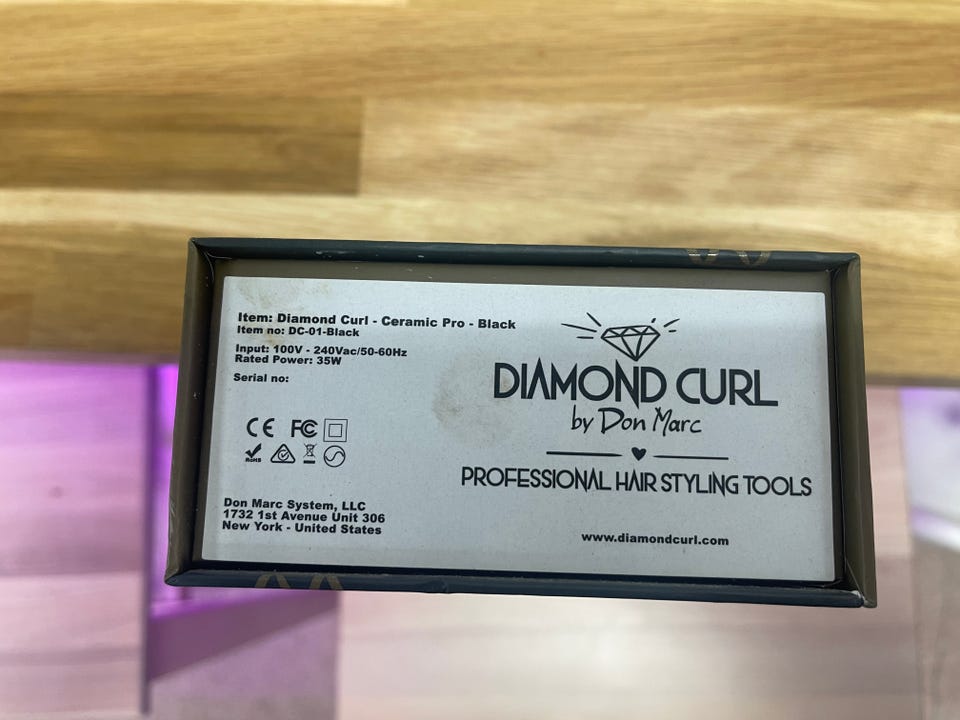 Item: Diamond Curl - Ceramic Pro - Black
Item no: DC-01-Black
Input: 100V - 240Vac/50-60Hz
Rated Power: 35W
Serial no:
CE FC
RoHS
Don Marc System, LLC
1732 1st Avenue Unit 306
New York - United States
DIAMOND CURL
by Don Marc
PROFESSIONAL HAIR STYLING TOOLS
www.diamondcurl.com